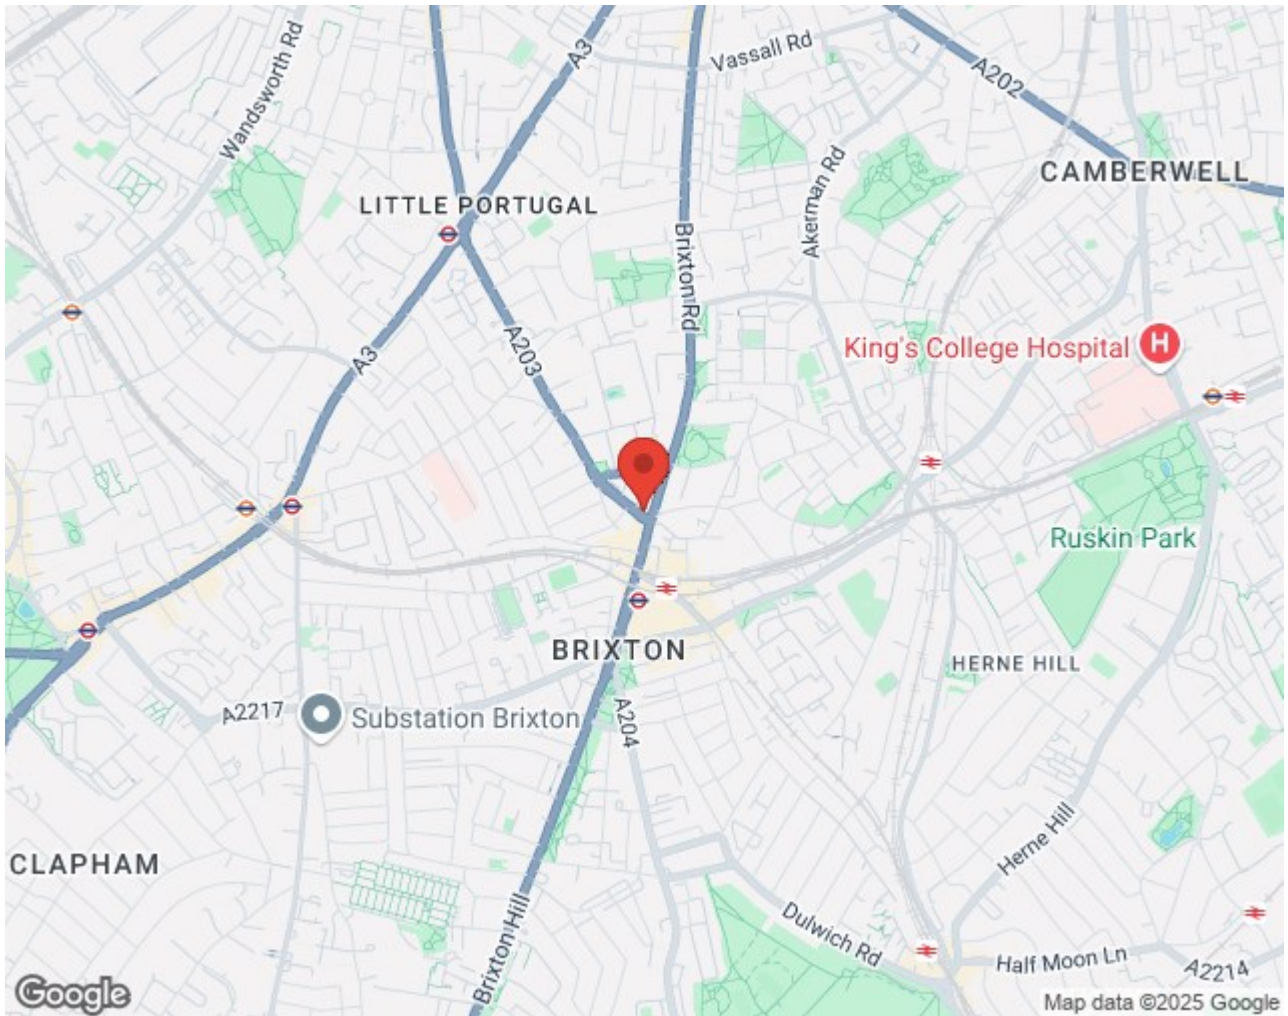 Wandsworth Rd
A3
Vassall Rd
A202
CAMBERWELL
LITTLE PORTUGAL
Akerman Rd
Brixton Rd
A203
A3
King's College Hospital
H
Ruskin Park
BRIXTON
HERNE HILL
A2217
Substation Brixton
A204
CLAPHAM
Herne Hill
Brixton Hill
Dulwich Rd
Half Moon Ln
A2214
Google
Map data ©2025 Google